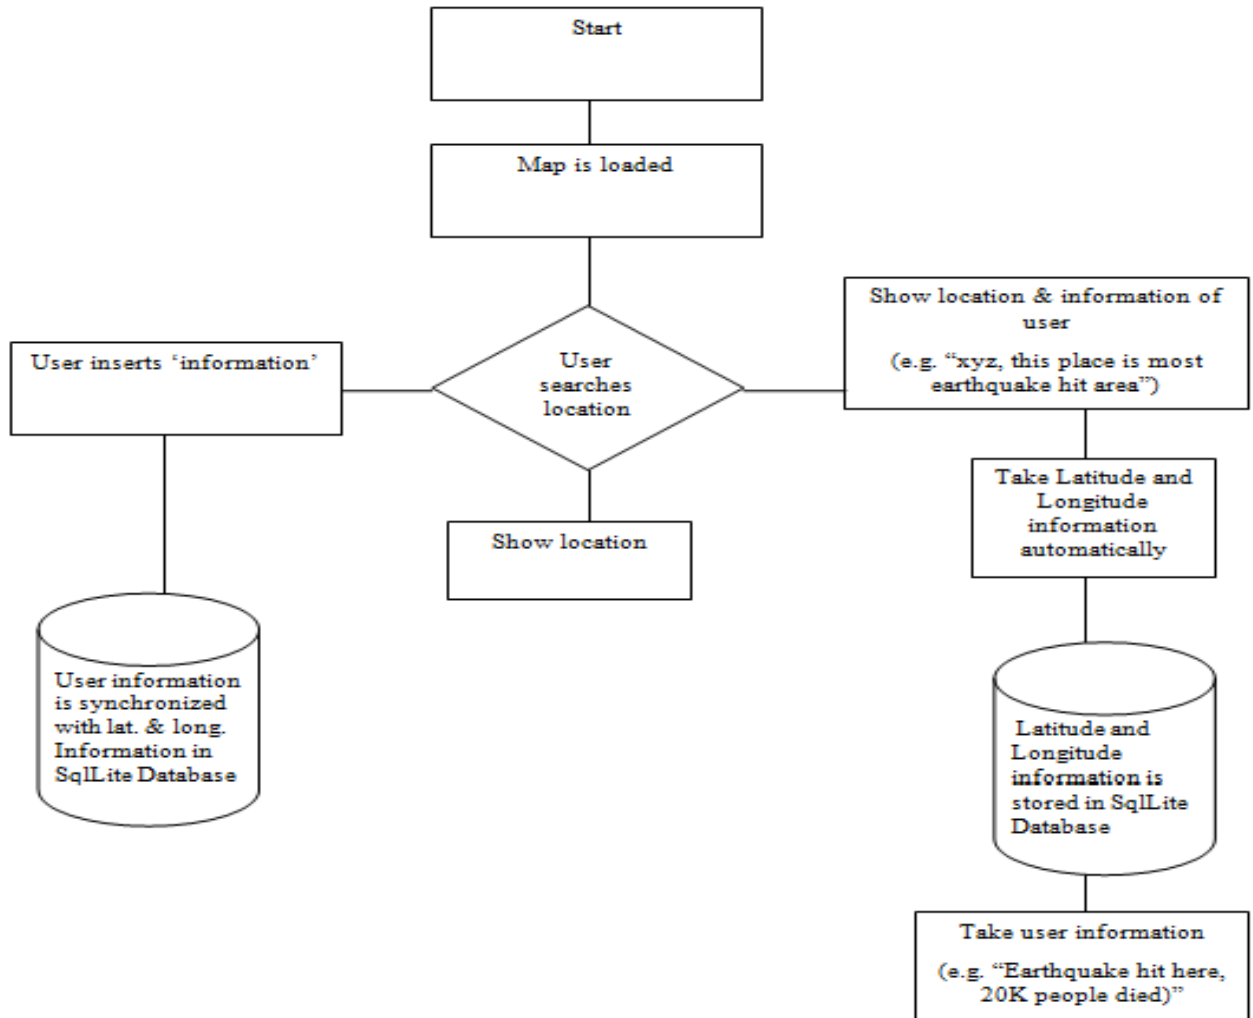 Start
Map is loaded
Show location & information of
user
(e.g. “xyz, this place is most
earthquake hit area”)
User inserts ‘information’
User
searches
location
Take Latitude and
Longitude
information
automatically
Show location
User information
is synchronized
with lat. & long.
Information in
SqlLite Database
Latitude and
Longitude
information is
stored in SqlLite
Database
Take user information
(e.g. “Earthquake hit here,
20K people died)”